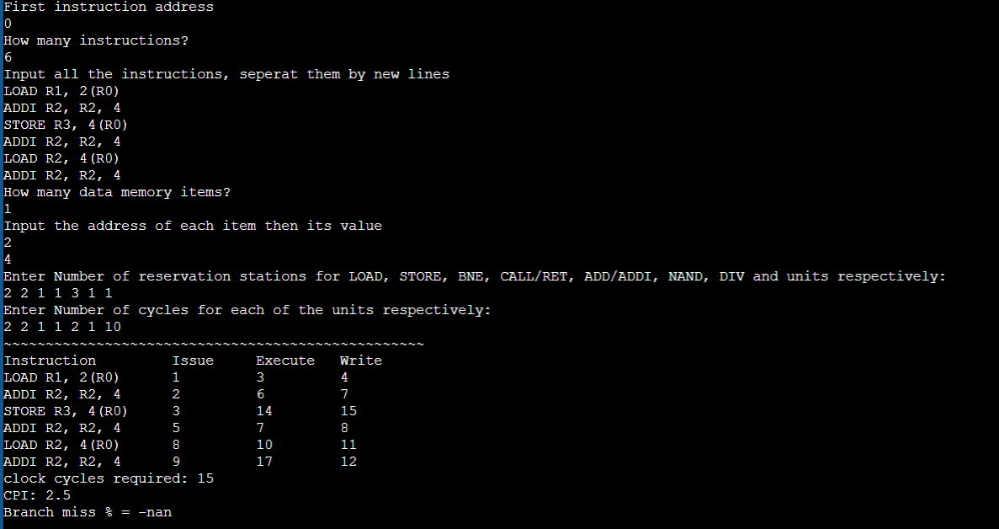 First instruction address
0
How many instructions?
6
Input all the instructions, seperat them by new lines
LOAD R1, 2(R0)
ADDI R2, R2, 4
STORE R3, 4(R0)
ADDI R2, R2, 4
LOAD R2, 4(R0)
ADDI R2, R2, 4
How many data memory items?
1
Input the address of each item then its value
2
4
Enter Number of reservation stations for LOAD, STORE, BNE, CALL/RET, ADD/ADDI, NAND, DIV and units respectively:
2 2 1 1 3 1 1
Enter Number of cycles for each of the units respectively:
2 2 1 1 2 1 10
~~~~~~~~~~~~~~~~~~~~~~~~~~~~~~~~~~~~~~~~~~~~~~~~~~
Instruction Issue Execute Write
LOAD R1, 2(R0) 1 3 4
ADDI R2, R2, 4 2 6 7
STORE R3, 4(R0) 3 14 15
ADDI R2, R2, 4 5 7 8
LOAD R2, 4(R0) 8 10 11
ADDI R2, R2, 4 9 17 12
clock cycles required: 15
CPI: 2.5
Branch miss % = -nan